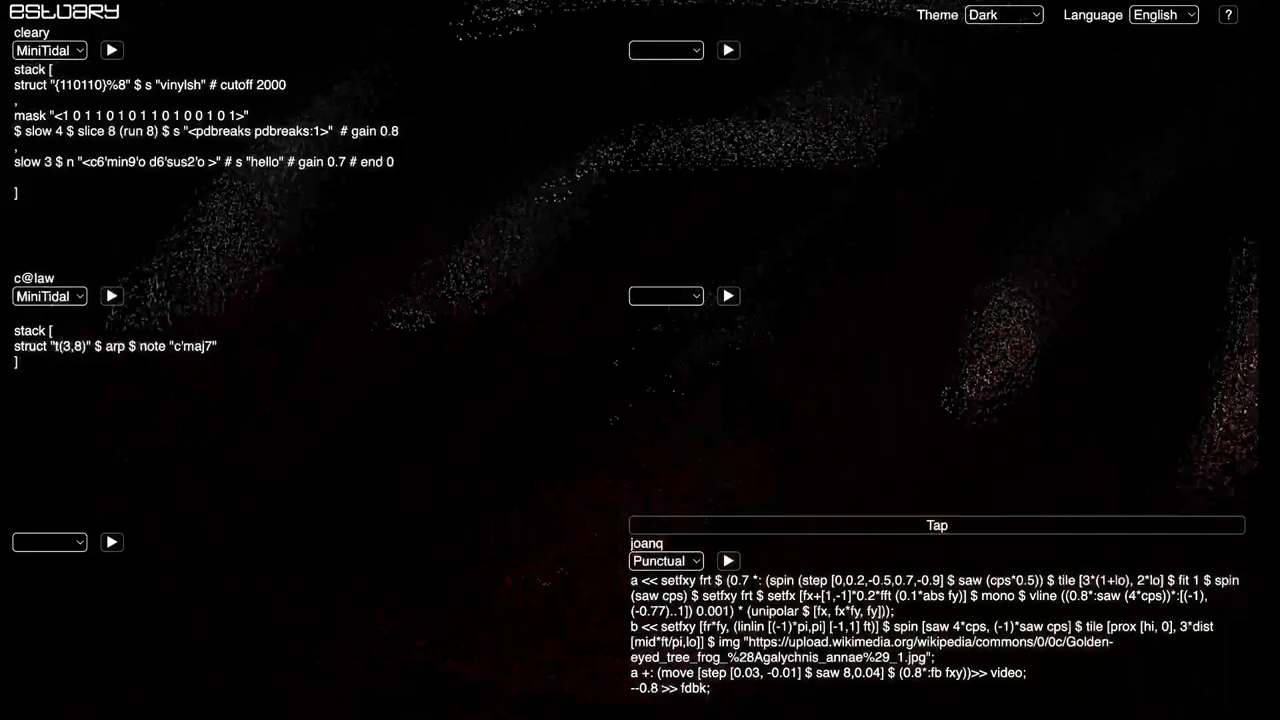 estuary
Theme Dark Language English ?
cleary
MiniTidal
stack [
struct "{110110}%8" $ s "vinylsh" # cutoff 2000
,
mask "<1 0 1 1 0 1 0 1 1 0 1 0 0 1 0 1>"
$ slow 4 $ slice 8 (run 8) $ s "<pdbreaks pdbreaks:1>" # gain 0.8
,
slow 3 $ n "<c6'min9'o d6'sus2'o >" # s "hello" # gain 0.7 # end 0
]
c@law
MiniTidal
stack [
struct "t(3,8)" $ arp $ note "c'maj7"
]
Tap
joanq
Punctual
a << setfxy frt $ (0.7 *: (spin (step [0,0.2,-0.5,0.7,-0.9] $ saw (cps*0.5)) $ tile [3*(1+lo), 2*lo] $ fit 1 $ spin
(saw cps) $ setfxy frt $ setfx [fx+[1,-1]*0.2*fft (0.1*abs fy)] $ mono $ vline ((0.8*:saw (4*cps))*:[(-1),
(-0.77)..1]) 0.001) * (unipolar $ [fx, fx*fy, fy]));
b << setfxy [fr*fy, (linlin [(-1)*pi,pi] [-1,1] ft)] $ spin [saw 4*cps, (-1)*saw cps] $ tile [prox [hi, 0], 3*dist
[mid*ft/pi,lo]] $ img "https://upload.wikimedia.org/wikipedia/commons/0/0c/Golden-
eyed_tree_frog_%28Agalychnis_annae%29_1.jpg";
a +: (move [step [0.03, -0.01] $ saw 8,0.04] $ (0.8*:fb fxy))>> video;
--0.8 >> fdbk;